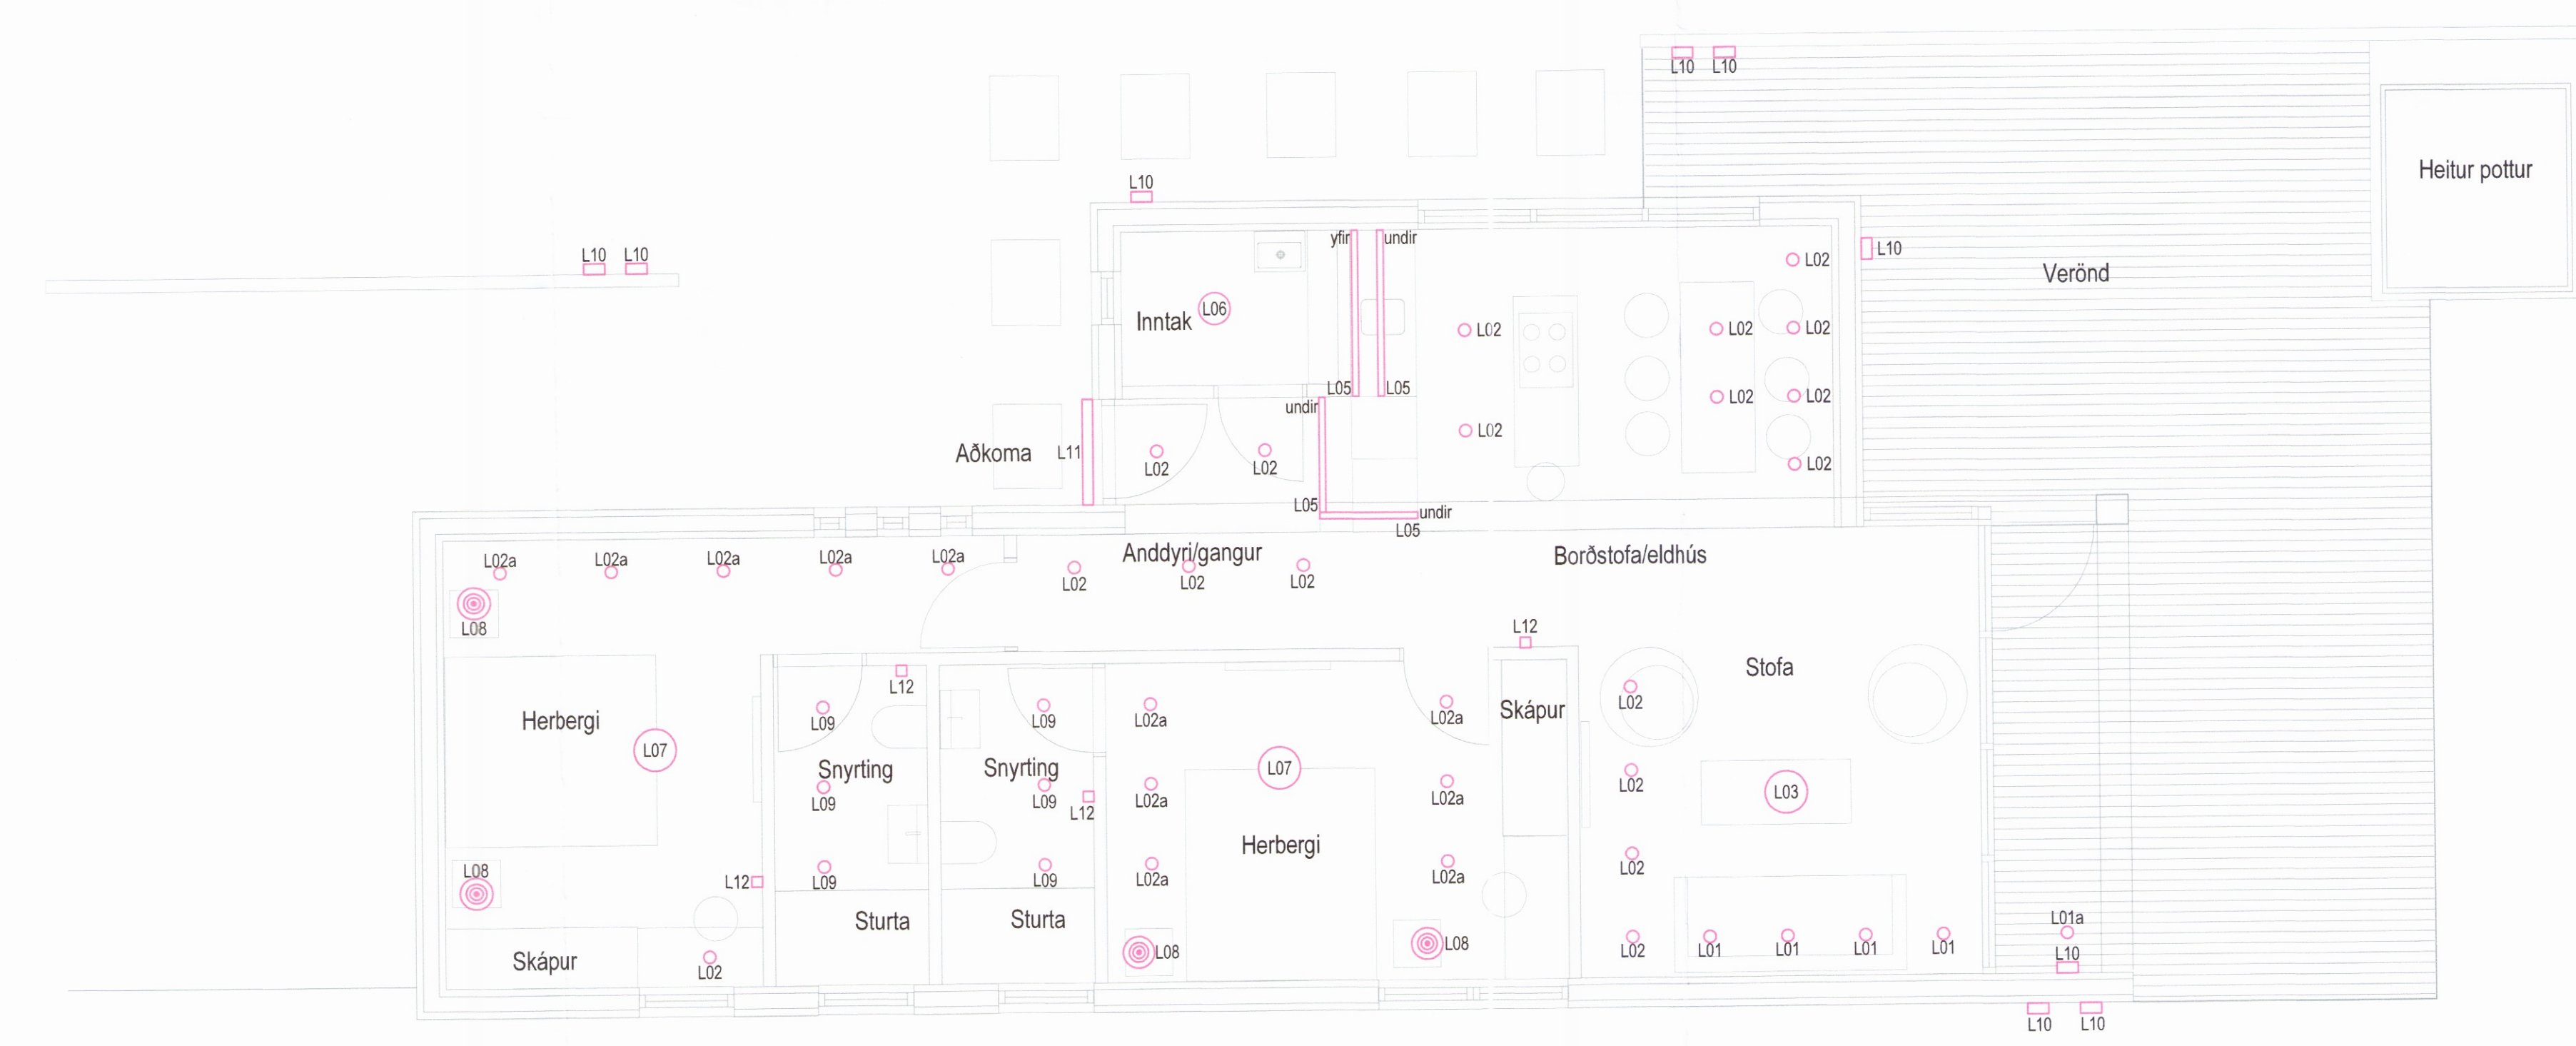 L10 L10
Heitur pottur
L10
L10 L10
yfir undir
L02
L10
Verönd
L06
Inntak
L02
L02
L02
L05 L05
L02
L02
undir
L02
Aðkoma
L11
L02
L02
L02
L05
undir
L05
Anddyri/gangur
Borðstofa/eldhús
L02a
L02a
L02a
L02a
L02a
L02
L02
L02
L08
L12
Stofa
L12
Herbergi
L07
L09
L09
L02a
L02a
Skápur
L02
Snyrting
Snyrting
L07
L09
L09
L12
L02a
L02a
L02
L03
Herbergi
L08
L12
L09
L09
L02a
L02a
L02
Sturta
Sturta
L01a
Skápur
L02
L08
L08
L02
L01
L01
L01
L01
L10
L10 L10